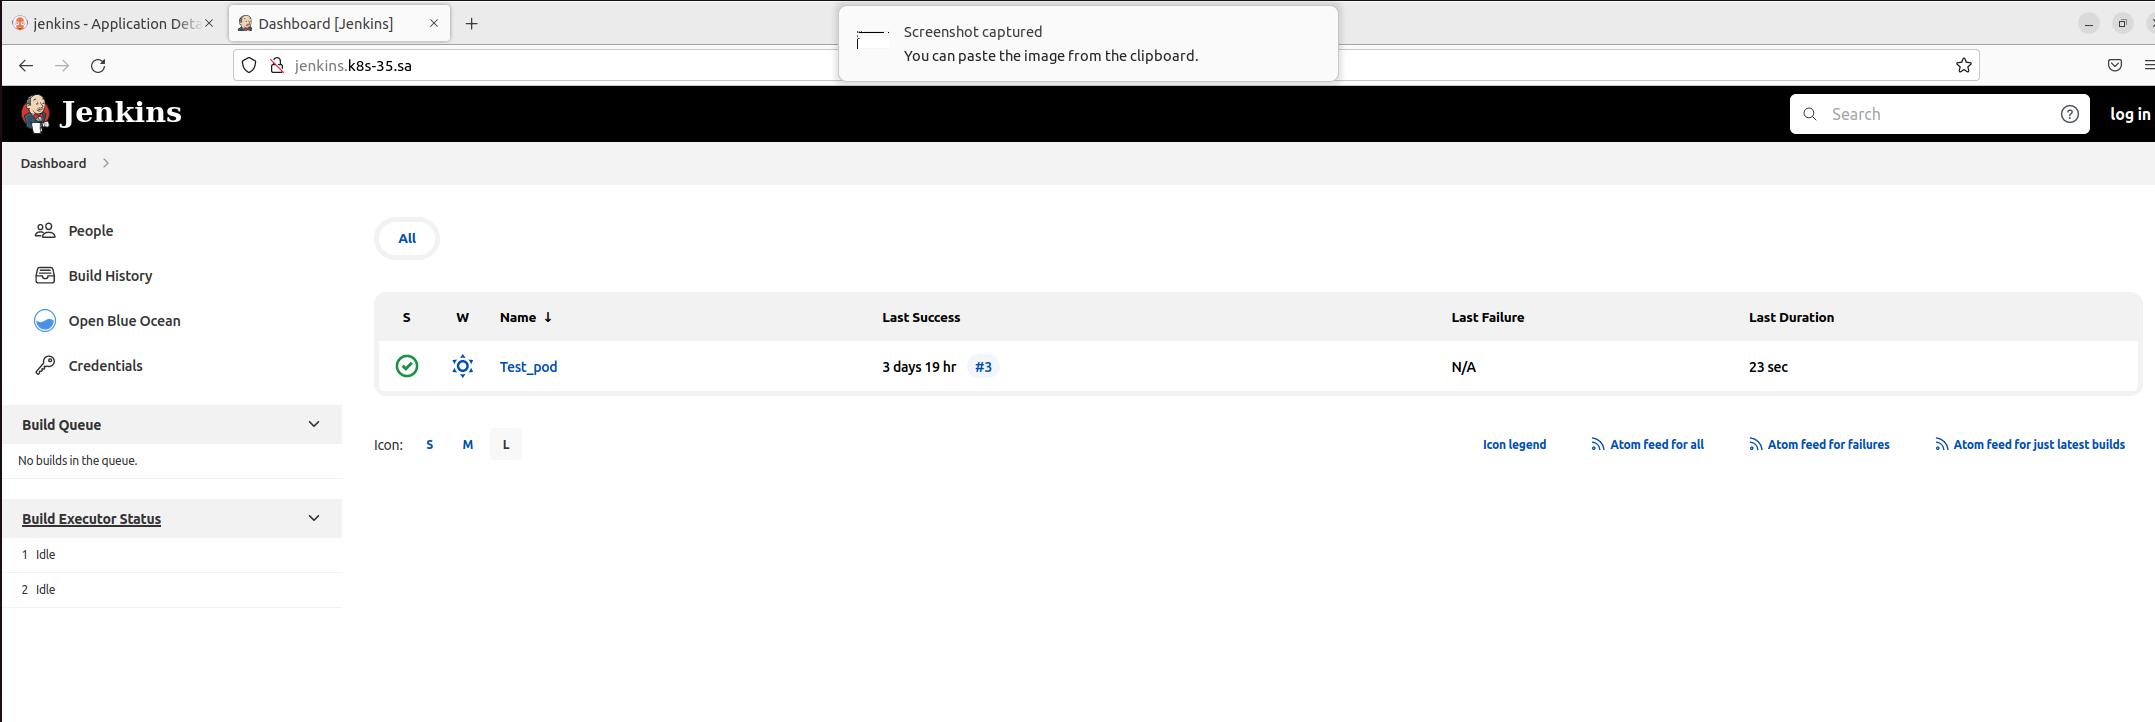 jenkins - Application Deta
Dashboard [Jenkins]
Screenshot captured
You can paste the image from the clipboard.
jenkins.k8s-35.sa
Jenkins
Search
log in
Dashboard
People
Build History
Open Blue Ocean
Credentials
Build Queue
No builds in the queue.
Build Executor Status
1 Idle
2 Idle
All
S W Name ↓ Last Success Last Failure Last Duration
Test_pod 3 days 19 hr #3 N/A 23 sec
Icon: S M L
Icon legend Atom feed for all Atom feed for failures Atom feed for just latest builds